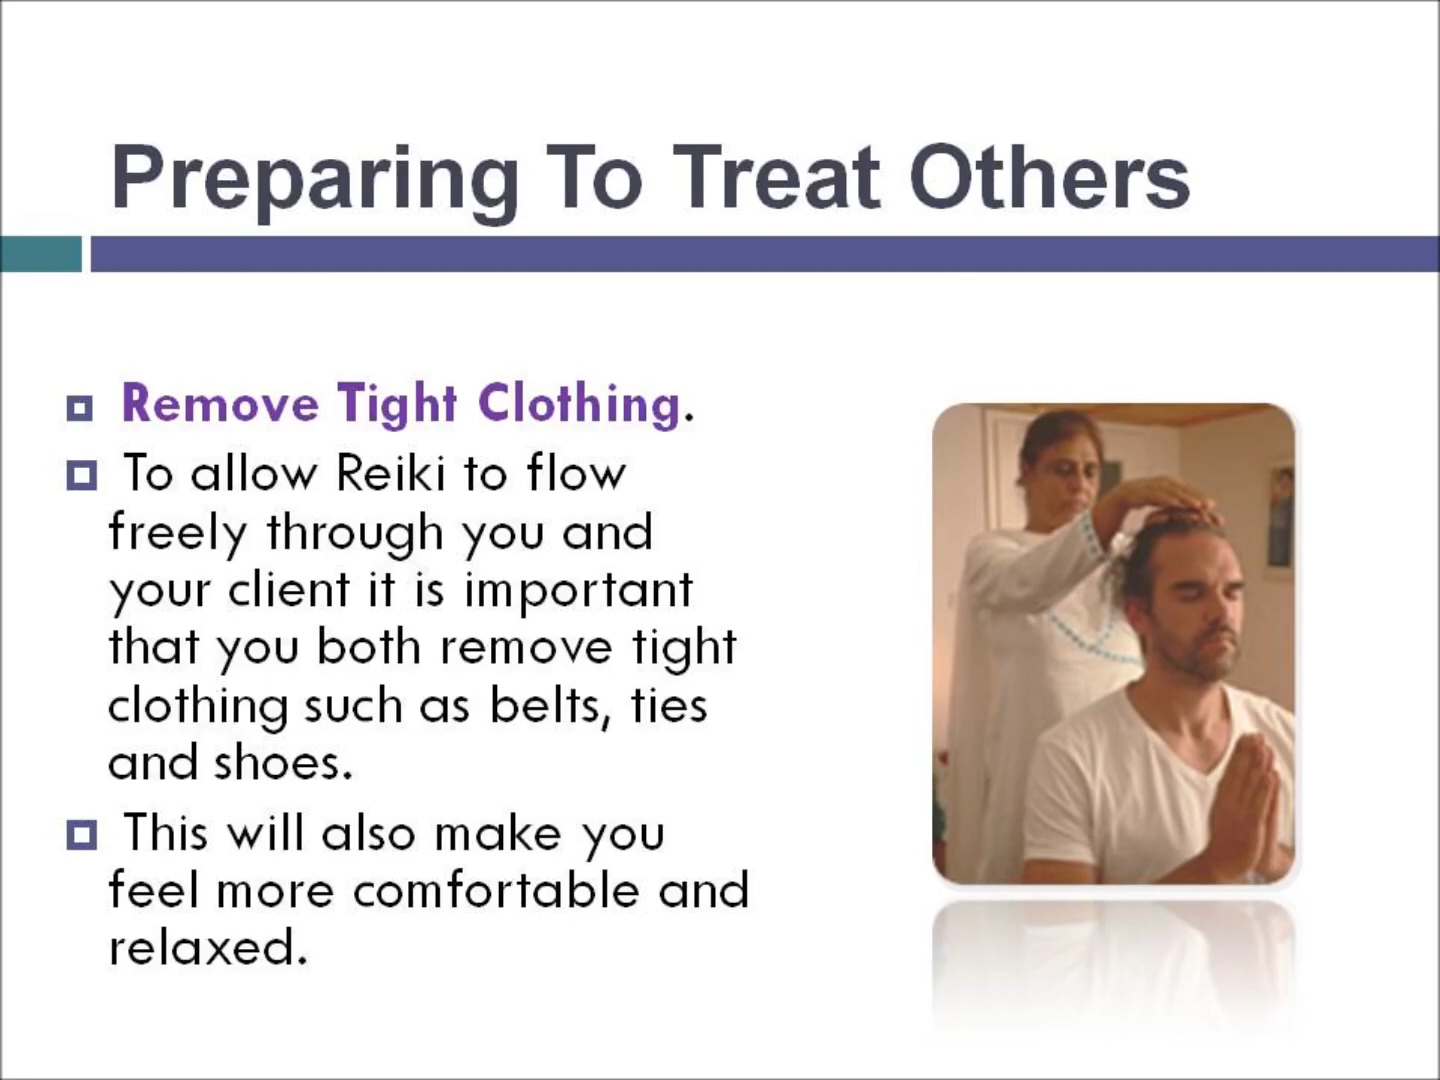 Preparing To Treat Others
Remove Tight Clothing.
To allow Reiki to flow
freely through you and
your client it is important
that you both remove tight
clothing such as belts, ties
and shoes.
This will also make you
feel more comfortable and
relaxed.